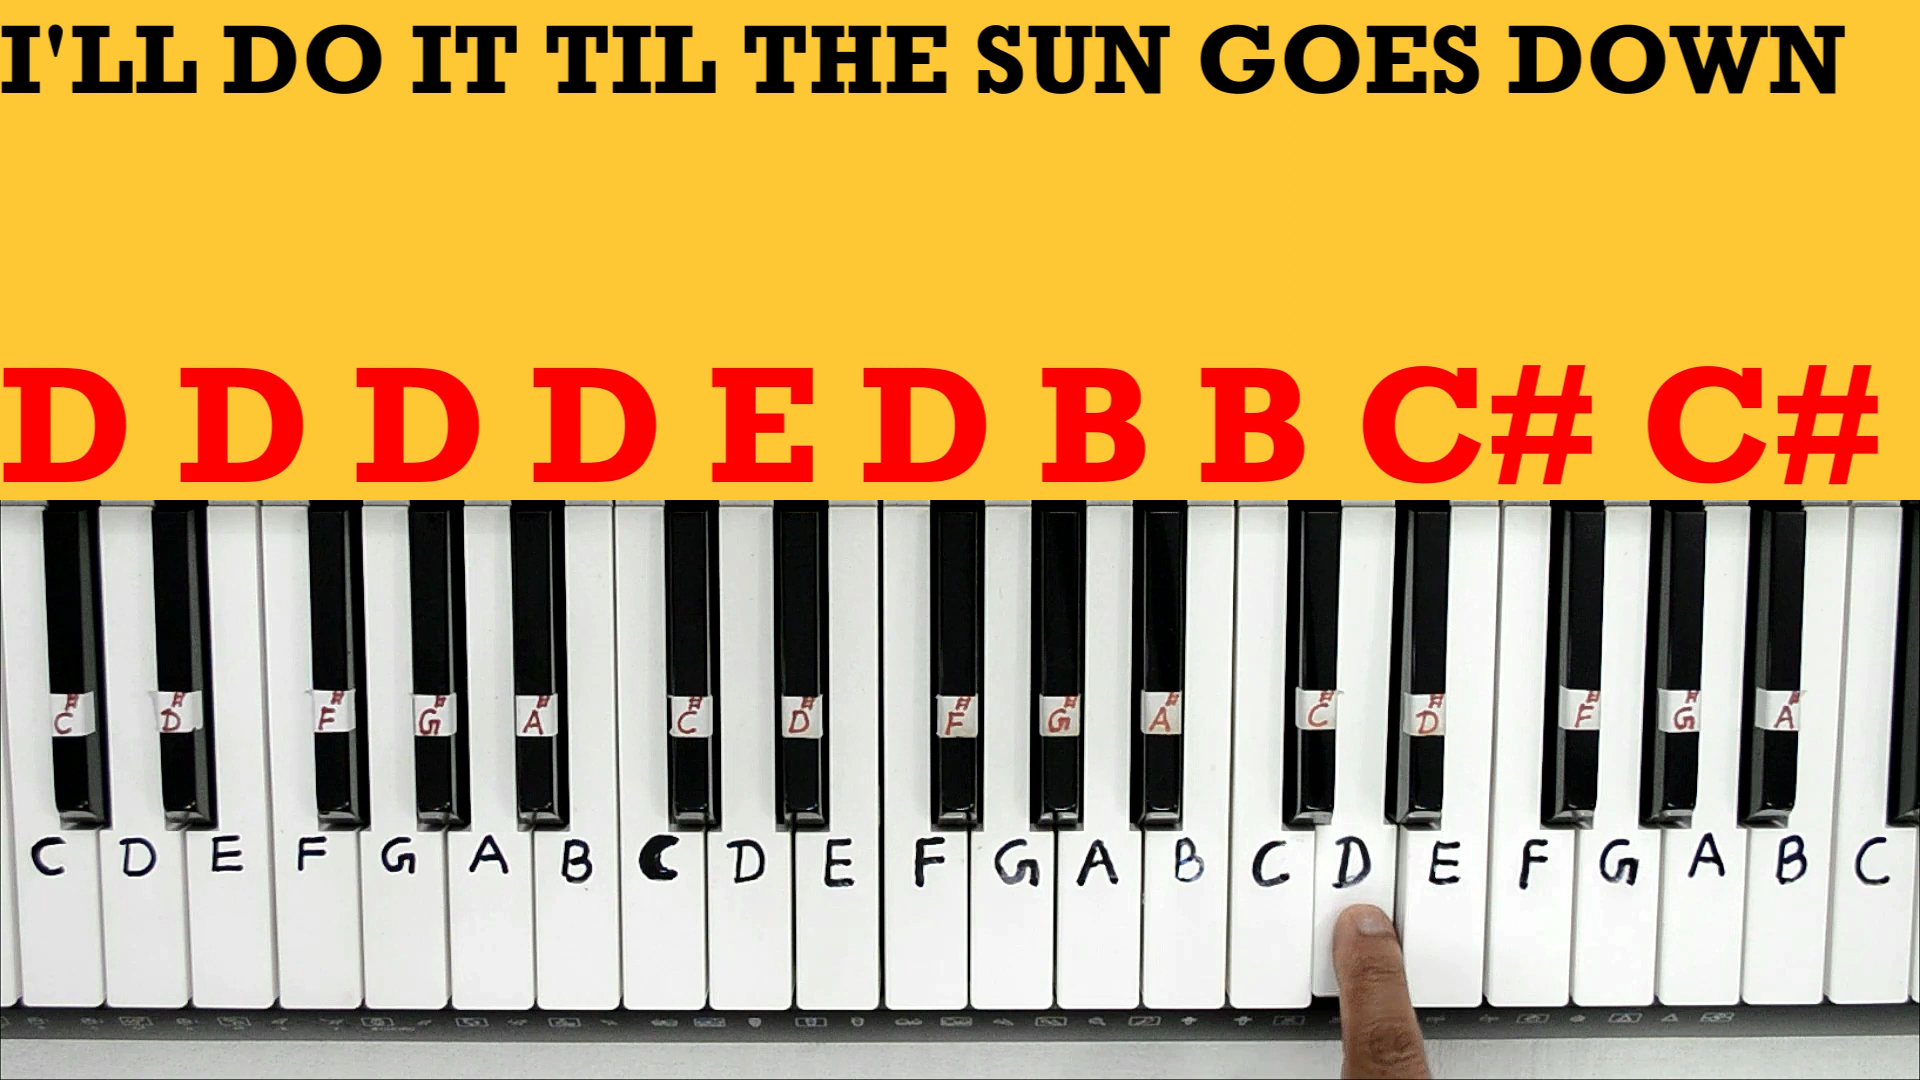 I'LL DO IT TIL THE SUN GOES DOWN
D D D D E D B B C# C#
C# D# F# G# A# C# D# F# G# A# C# D# F# G# A#
C D E F G A B C D E F G A B C D E F G A B C